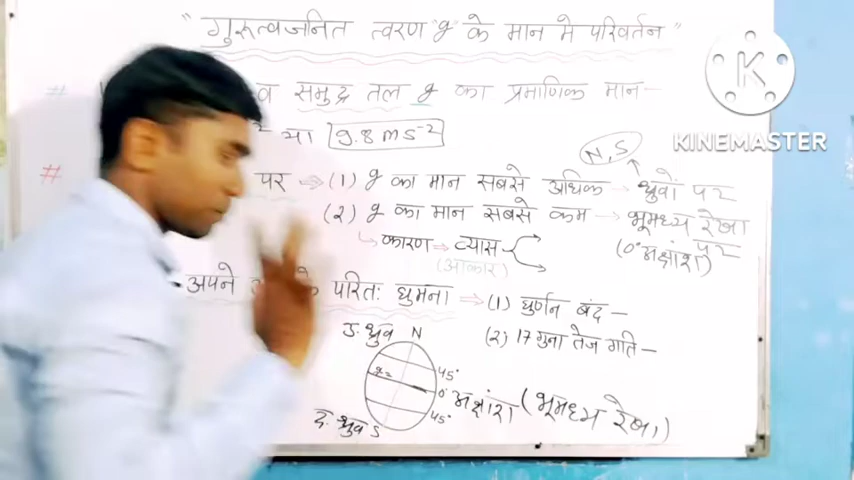 "गुरुत्वजनित त्वरण "g" के मान मे परिवर्तन"
# समुद्र तल g का प्रमाणिक मान-
या 9.8 ms⁻²
# पर ⇒ (1) g का मान सबसे अधिक → ध्रुवों पर
N, S
(2) g का मान सबसे कम → भूमध्य रेखा पर
(0° अक्षांश)
कारण ⇒ व्यास
(आकार)
अपने के परितः घुमना ⇒ (1) घुर्णन बंद -
(2) 17 गुना तेज गति -
उ. ध्रुव N
45°
0° अक्षांश (भूमध्य रेखा)
45°
द. ध्रुव S
KINEMASTER